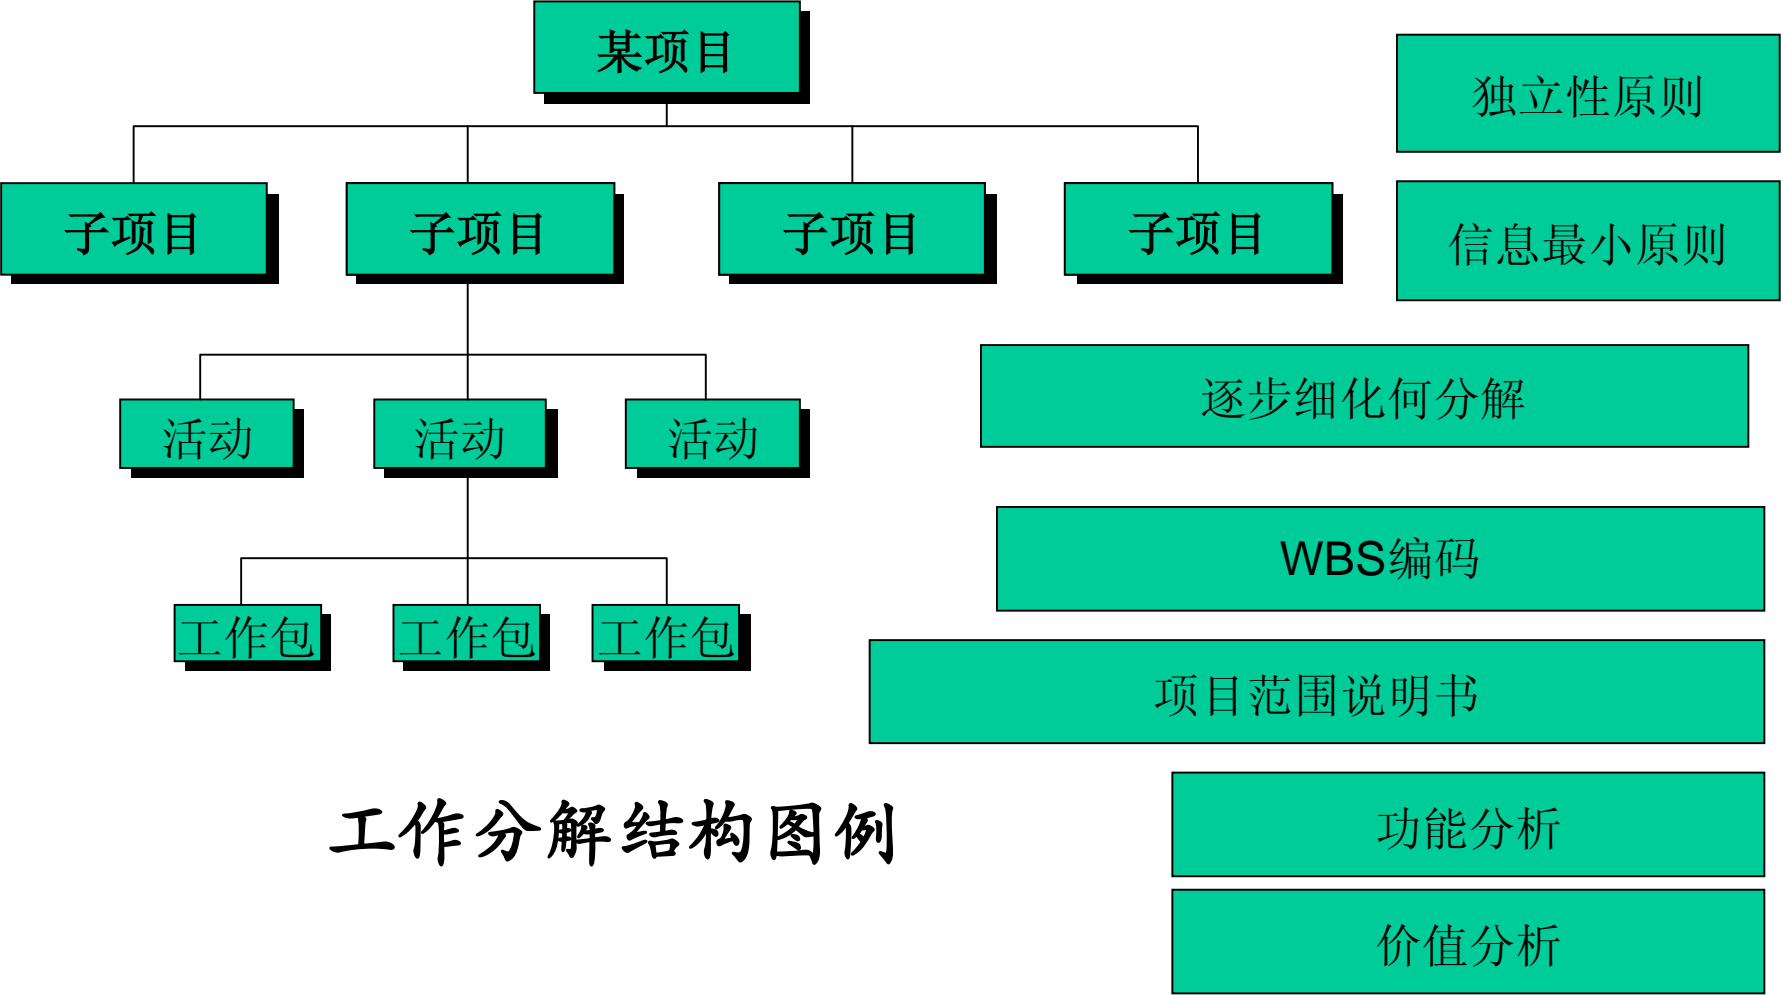 某项目
子项目
子项目
子项目
子项目
活动
活动
活动
工作包
工作包
工作包
工作分解结构图例
独立性原则
信息最小原则
逐步细化何分解
WBS编码
项目范围说明书
功能分析
价值分析